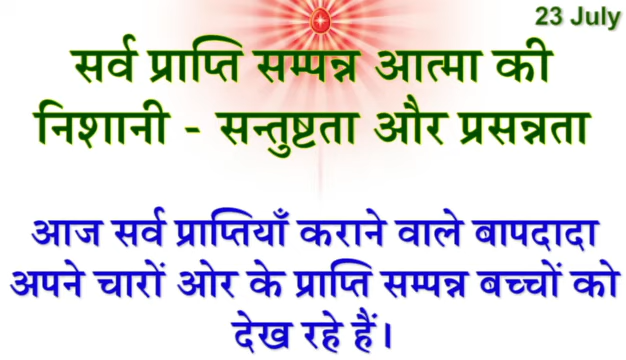 23 July
सर्व प्राप्ति सम्पन्न आत्मा की
निशानी - सन्तुष्टता और प्रसन्नता
आज सर्व प्राप्तियाँ कराने वाले बापदादा
अपने चारों ओर के प्राप्ति सम्पन्न बच्चों को
देख रहे हैं।